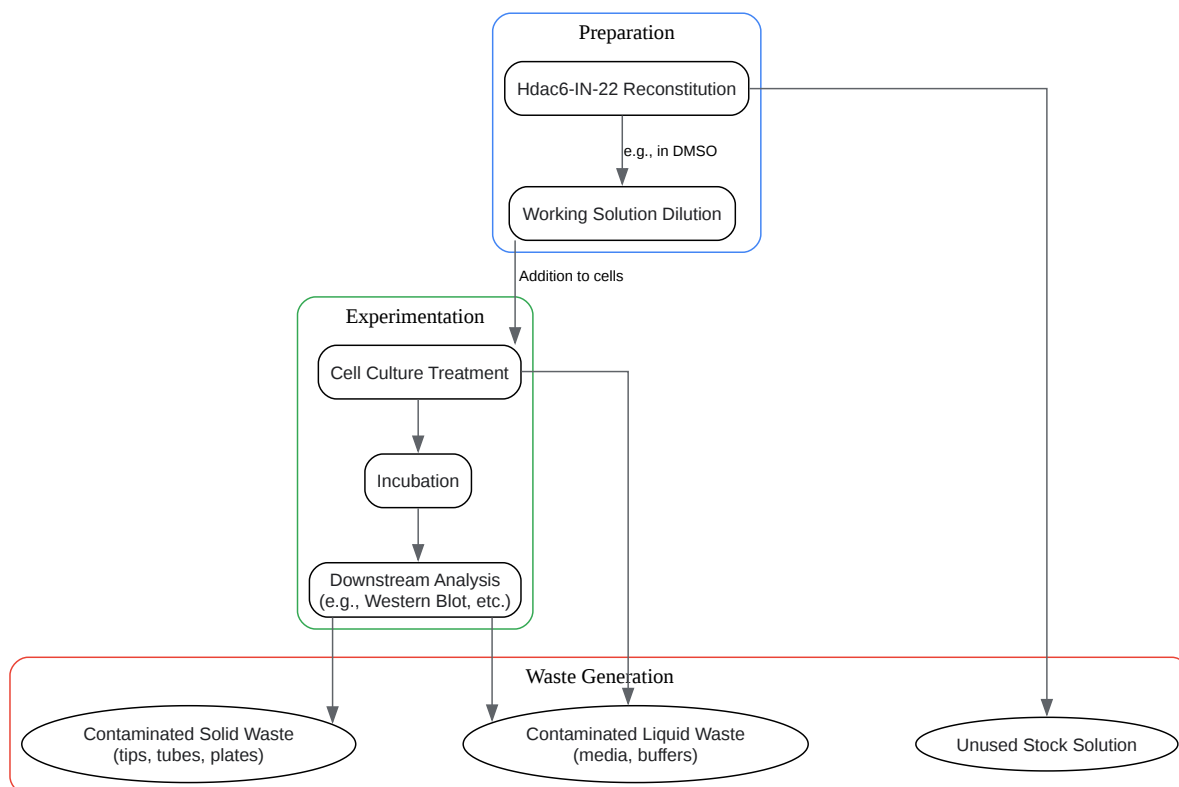 Preparation
Hdac6-IN-22 Reconstitution
e.g., in DMSO
Working Solution Dilution
Addition to cells
Experimentation
Cell Culture Treatment
Incubation
Downstream Analysis
(e.g., Western Blot, etc.)
Waste Generation
Contaminated Solid Waste
(tips, tubes, plates)
Contaminated Liquid Waste
(media, buffers)
Unused Stock Solution